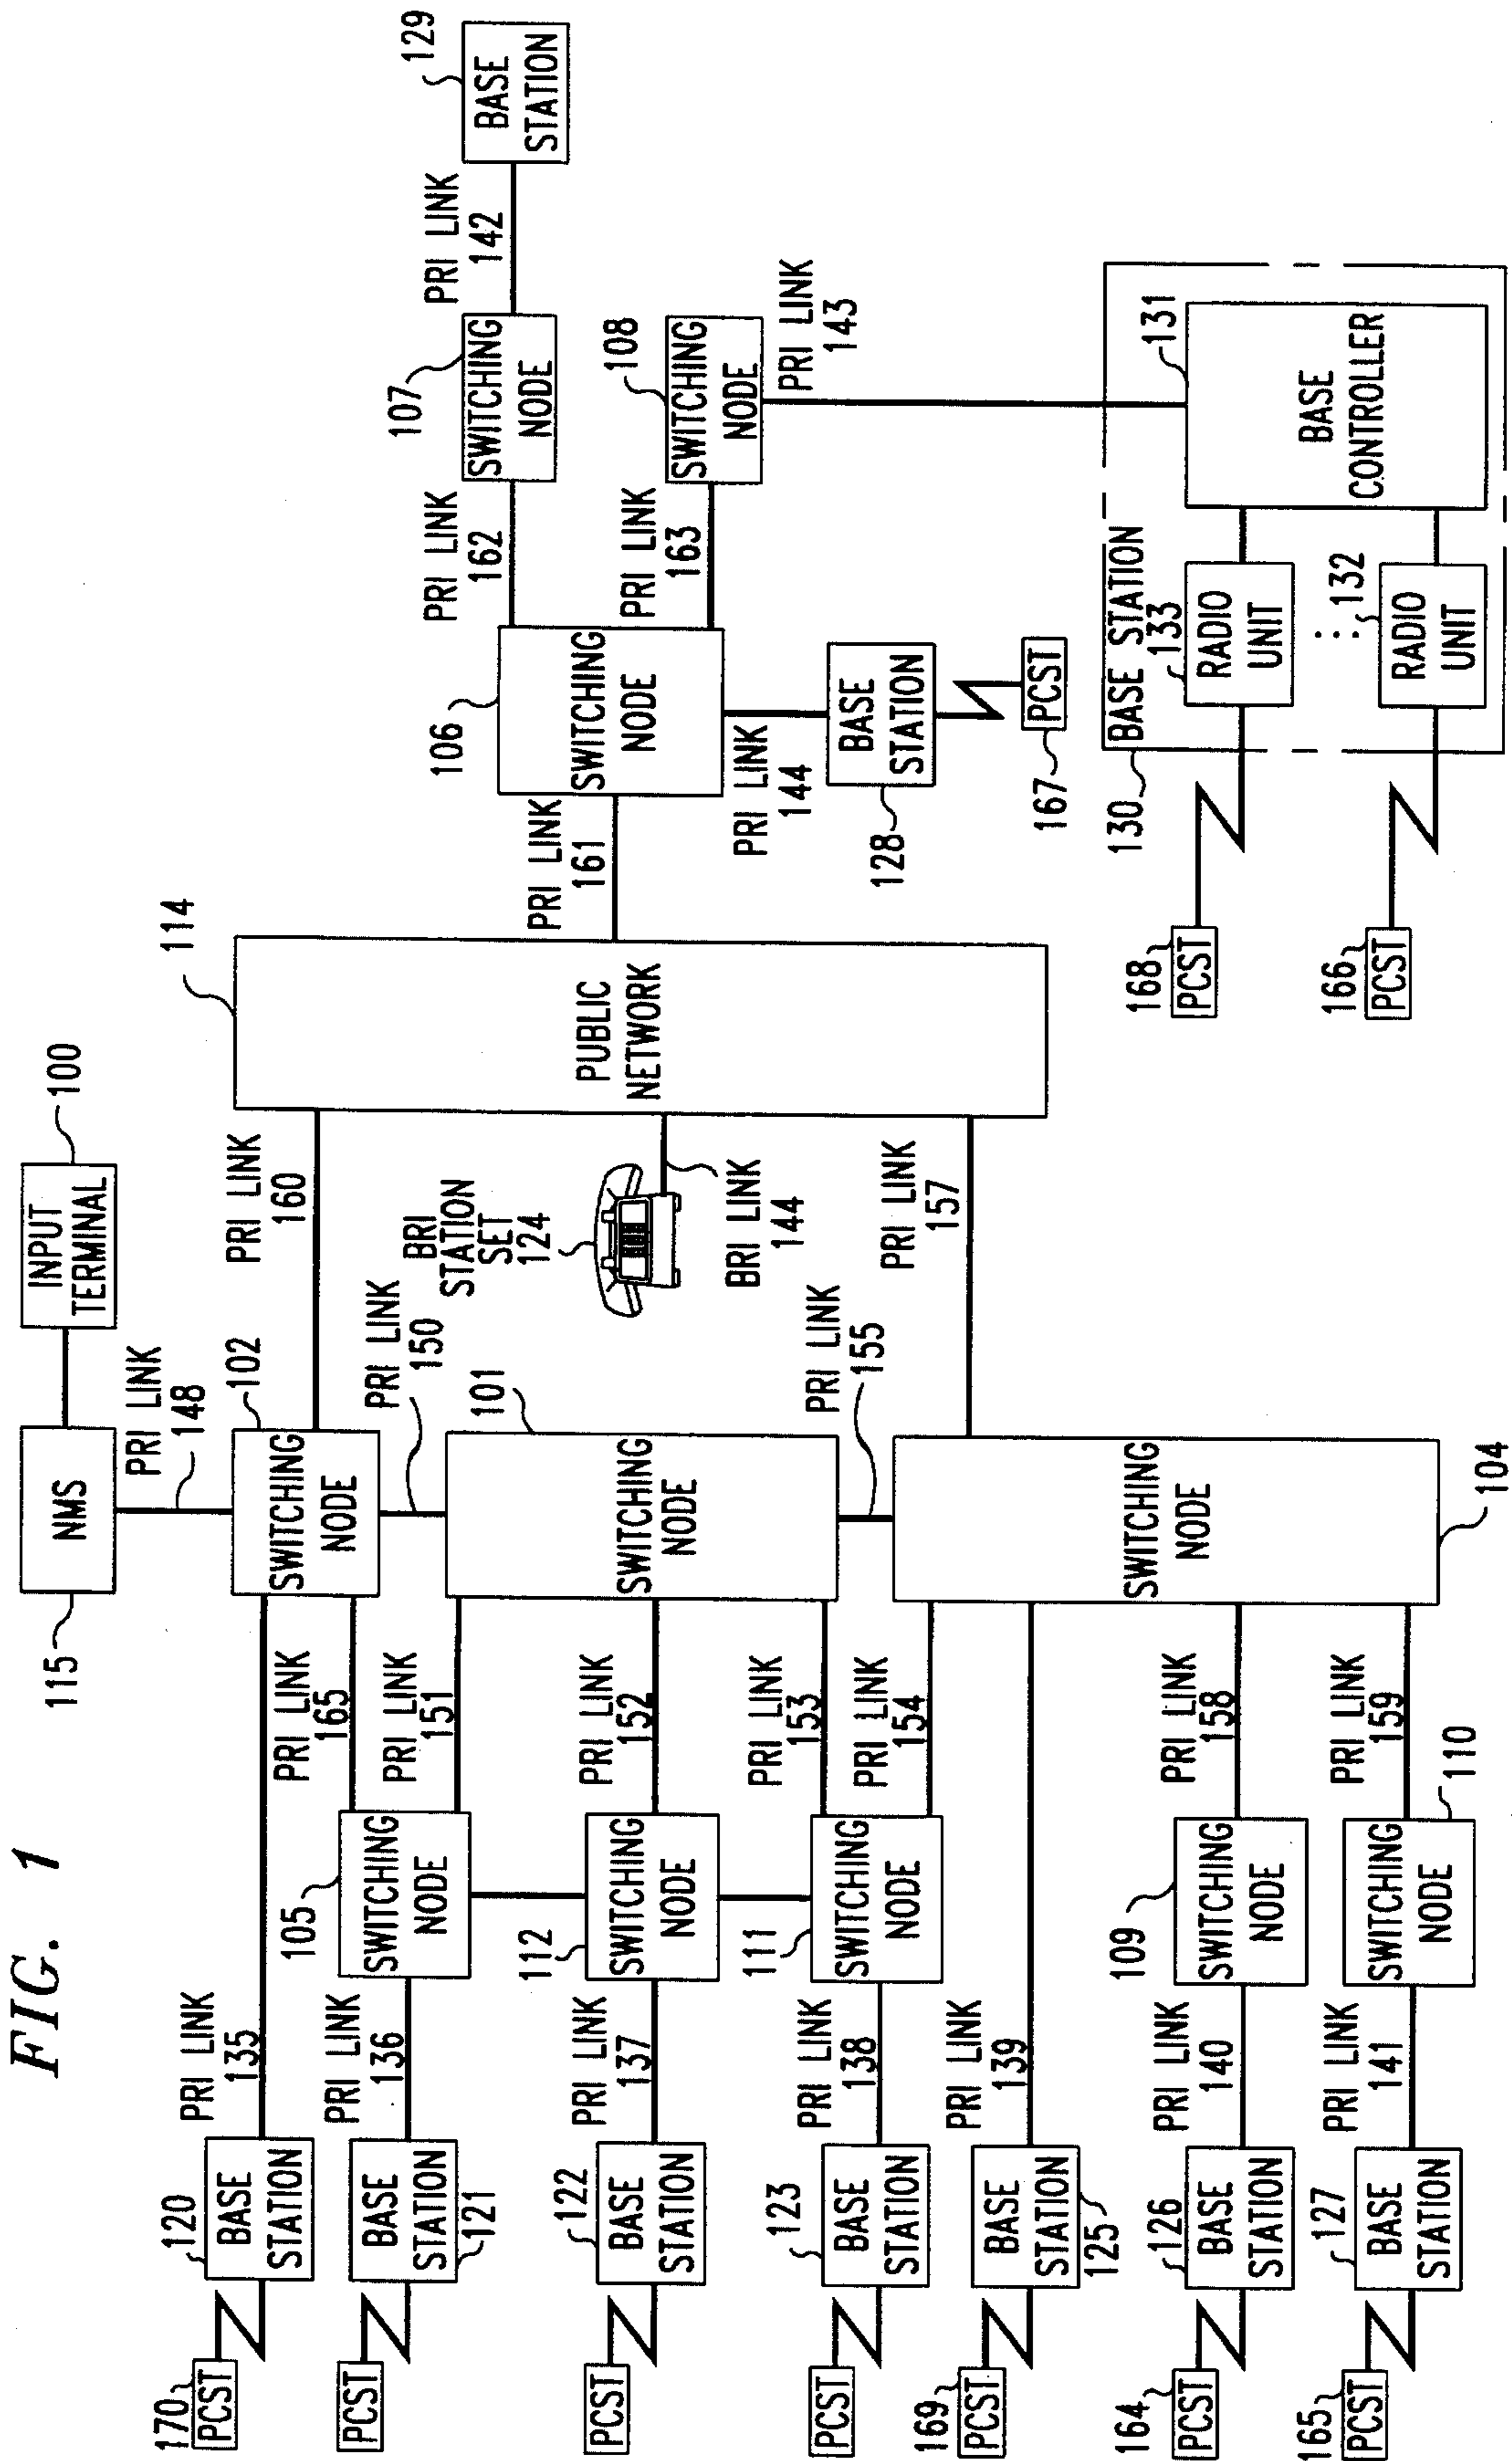 FIG. 1
115
NMS
INPUT
TERMINAL
100
PRI LINK
148
102
SWITCHING
NODE
PRI LINK
160
114
PUBLIC
NETWORK
170
PCST
120
BASE
STATION
PRI LINK
135
PRI LINK
165
PRI LINK
150
PCST
BASE
STATION
121
PRI LINK
136
105
SWITCHING
NODE
PRI LINK
151
101
SWITCHING
NODE
BRI
STATION
SET
124
BRI LINK
144
PCST
122
BASE
STATION
PRI LINK
137
112
SWITCHING
NODE
PRI LINK
152
PCST
123
BASE
STATION
PRI LINK
138
111
SWITCHING
NODE
PRI LINK
153
PRI LINK
154
PRI LINK
155
PRI LINK
157
169
PCST
BASE
STATION
125
PRI LINK
139
SWITCHING
NODE
104
164
PCST
126
BASE
STATION
PRI LINK
140
109
SWITCHING
NODE
PRI LINK
158
165
PCST
127
BASE
STATION
PRI LINK
141
SWITCHING
NODE
110
PRI LINK
159
PRI LINK
161
106
SWITCHING
NODE
PRI LINK
162
107
SWITCHING
NODE
PRI LINK
142
129
BASE
STATION
PRI LINK
163
108
SWITCHING
NODE
PRI LINK
143
PRI LINK
144
BASE
STATION
128
PCST
167
130
BASE STATION
133
RADIO
UNIT
132
RADIO
UNIT
131
BASE
CONTROLLER
168
PCST
166
PCST